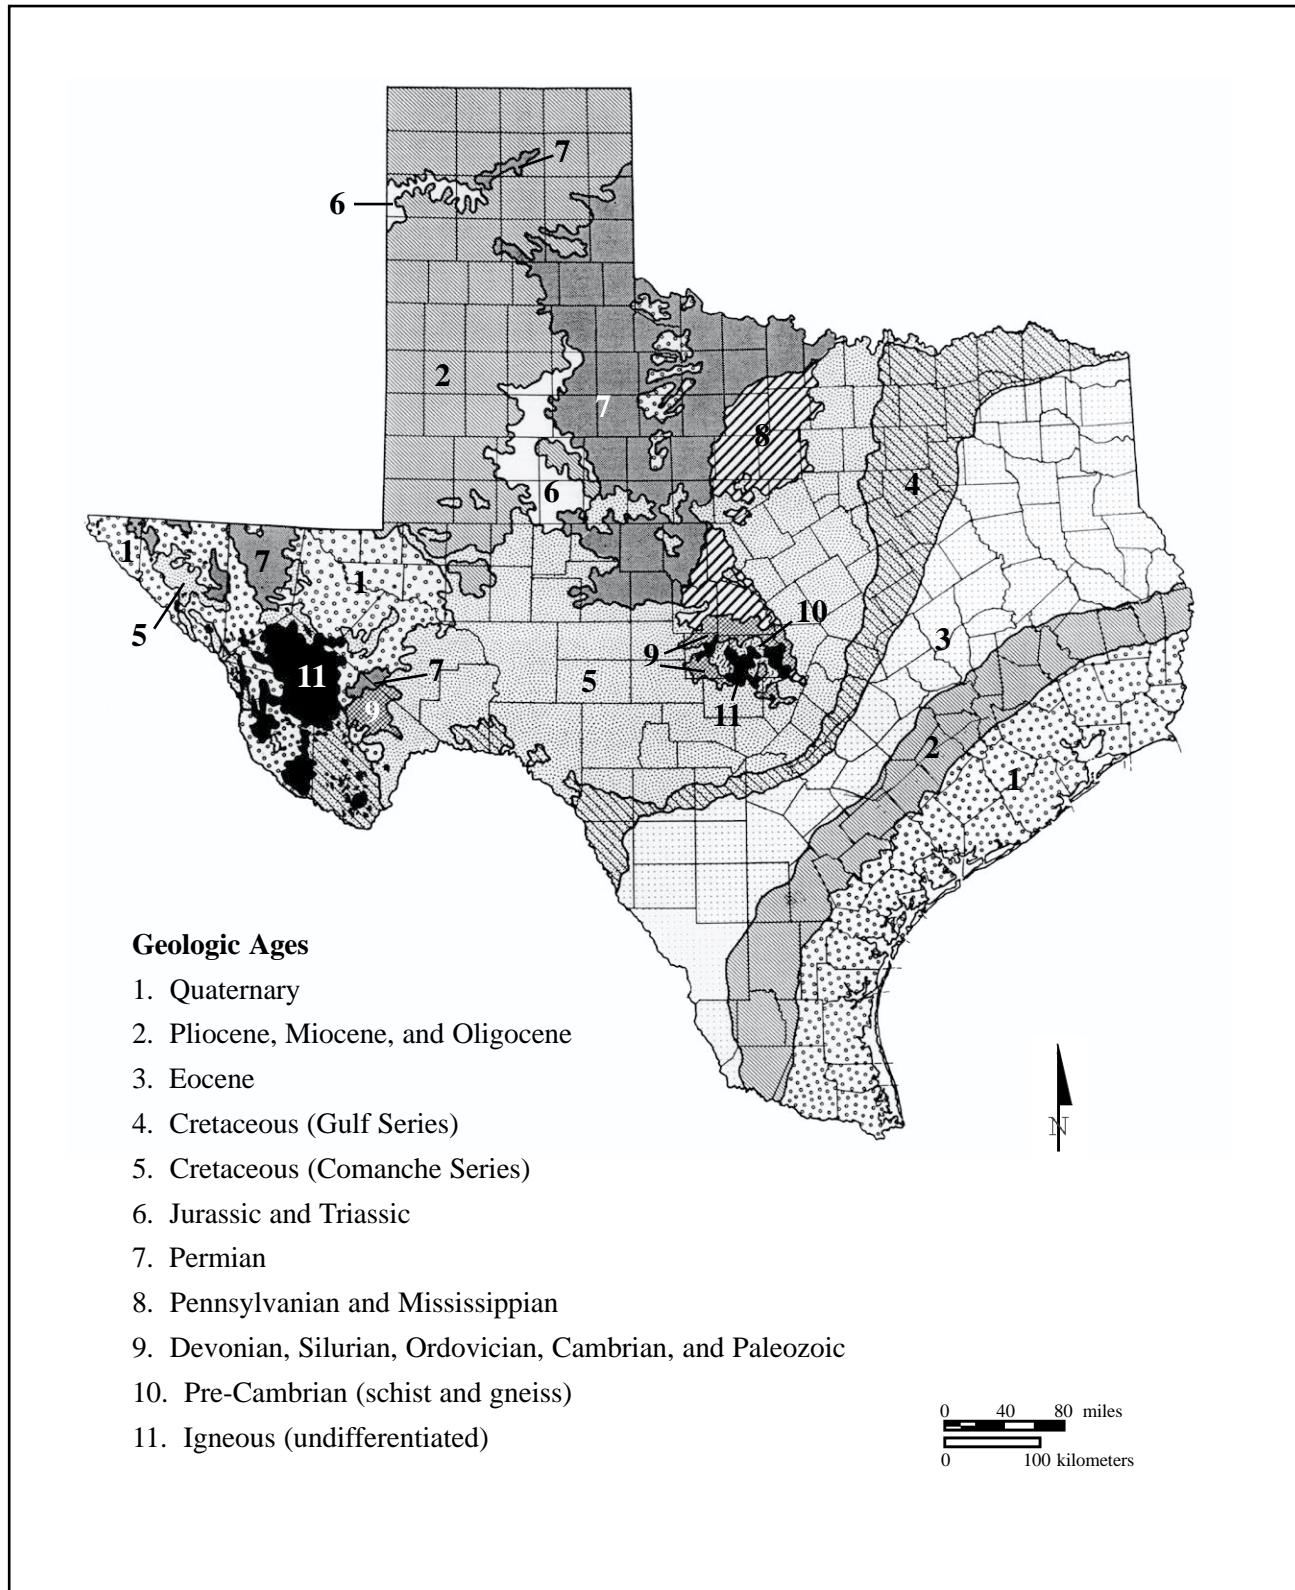 7
6
2
7
8
4
6
1
7
1
5
10
3
9
7
5
11
9
11
2
1
Geologic Ages
1. Quaternary
2. Pliocene, Miocene, and Oligocene
3. Eocene
4. Cretaceous (Gulf Series)
5. Cretaceous (Comanche Series)
6. Jurassic and Triassic
7. Permian
8. Pennsylvanian and Mississippian
9. Devonian, Silurian, Ordovician, Cambrian, and Paleozoic
10. Pre-Cambrian (schist and gneiss)
11. Igneous (undifferentiated)
N
0 40 80 miles
0 100 kilometers